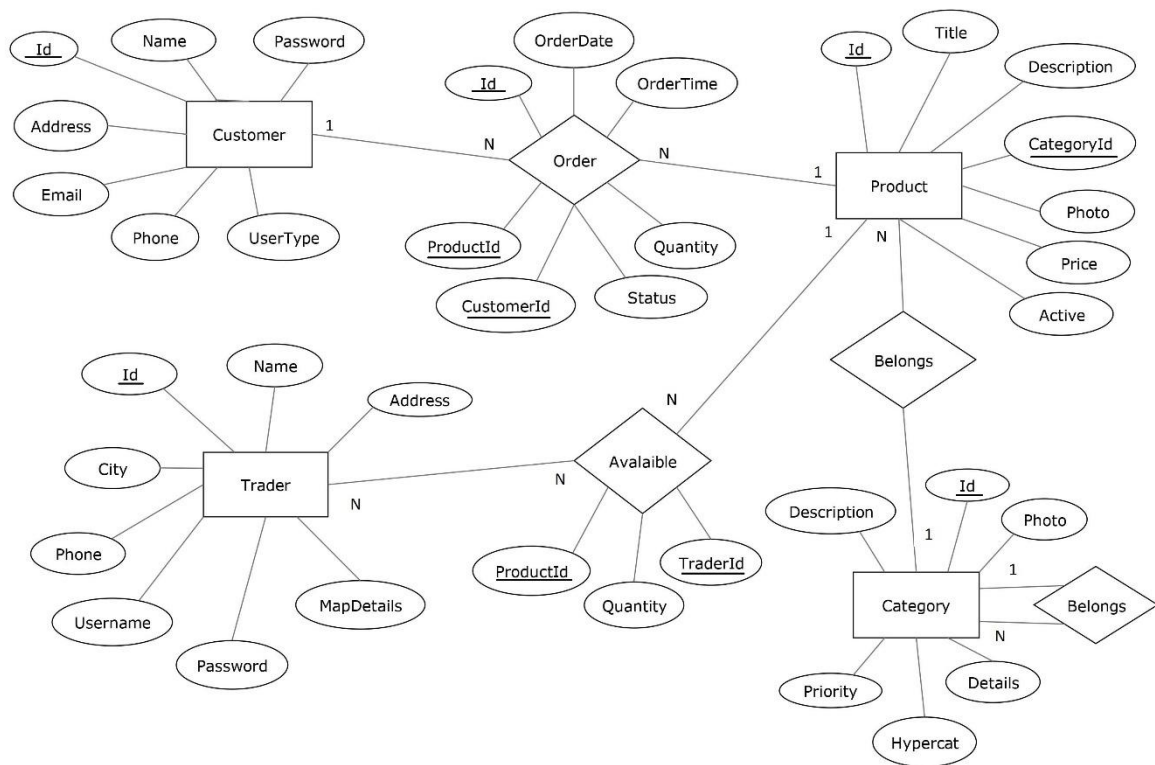 Id
Name
Password
Address
Customer
Email
Phone
UserType
1
N
OrderDate
Id
OrderTime
Order
N
1
ProductId
CustomerId
Status
Quantity
Id
Title
Description
CategoryId
Product
Photo
Price
Active
1
N
Belongs
Id
Name
Address
City
Trader
Phone
Username
Password
MapDetails
N
N
N
Avalaible
ProductId
Quantity
TraderId
1
Description
Id
Photo
Category
1
N
Belongs
Priority
Hypercat
Details